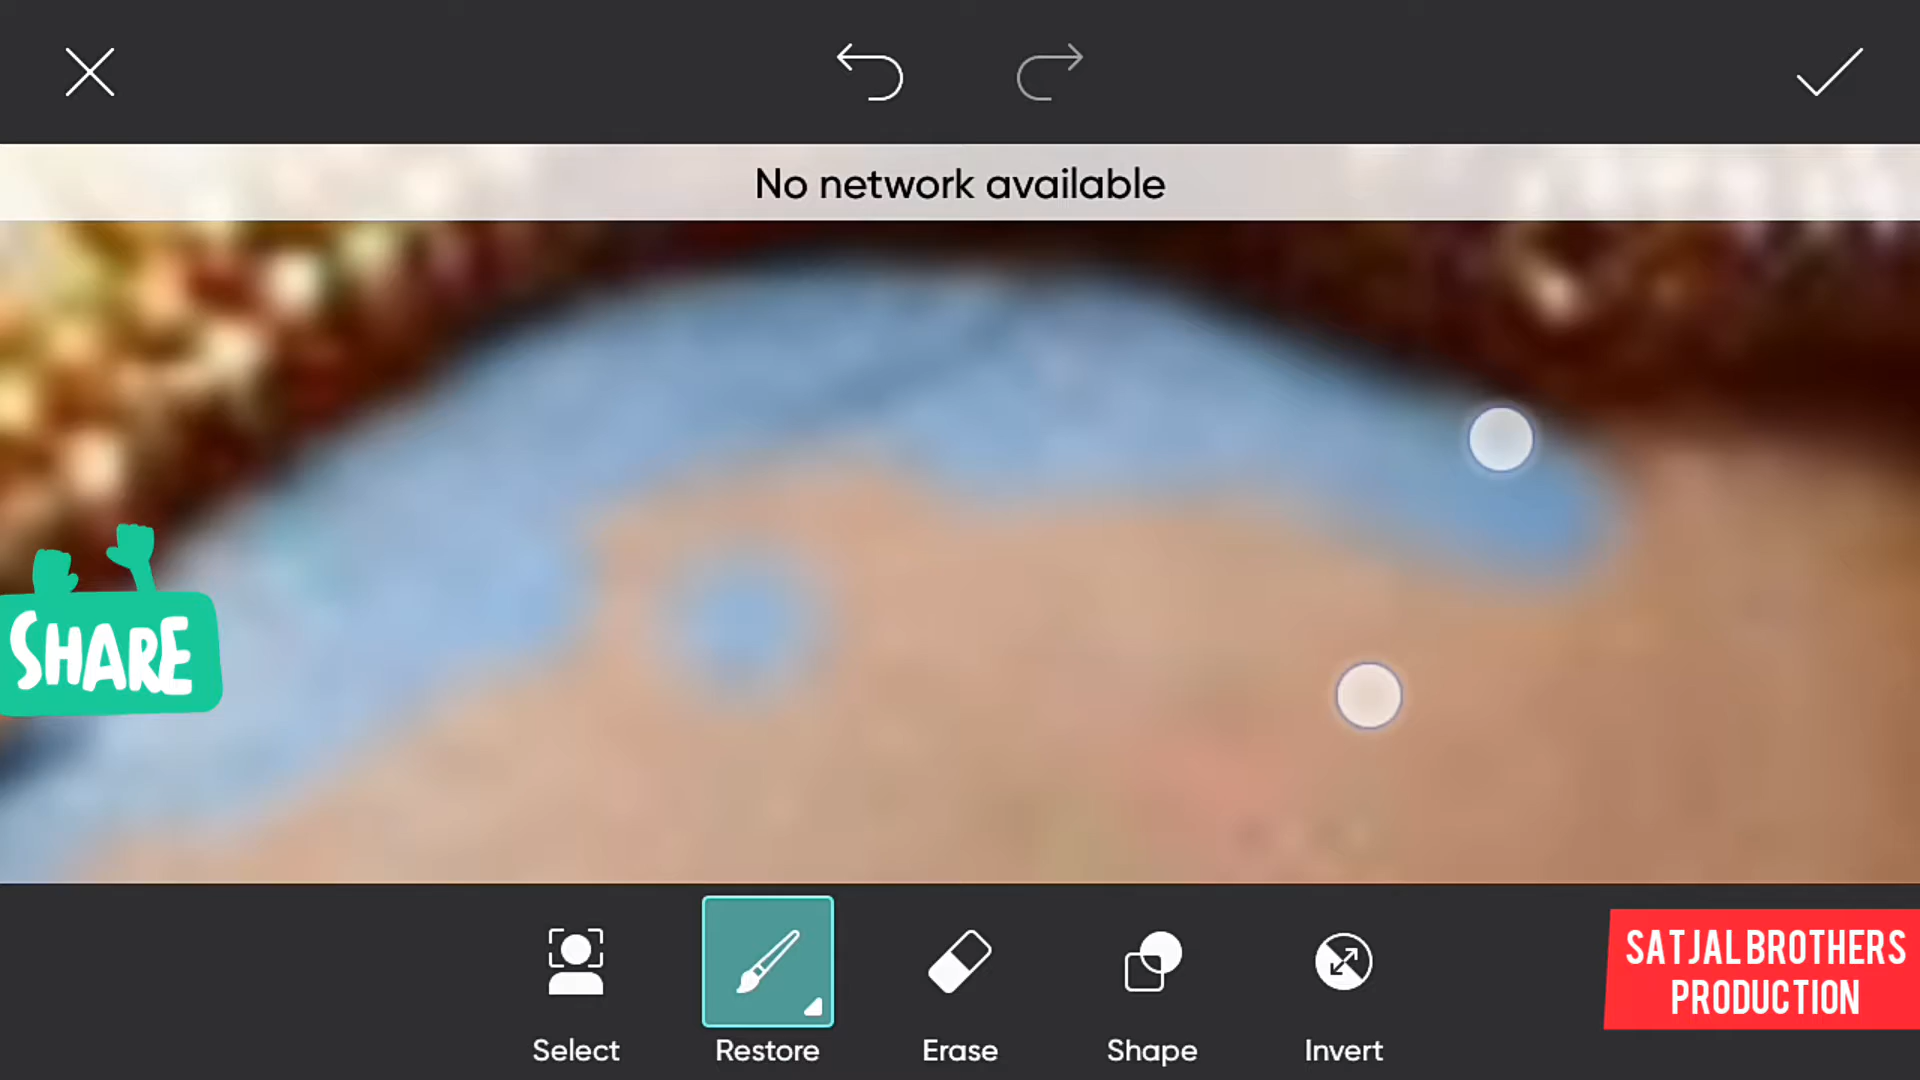 No network available
SHARE
Select
Restore
Erase
Shape
Invert
SATJAL BROTHERS
PRODUCTION